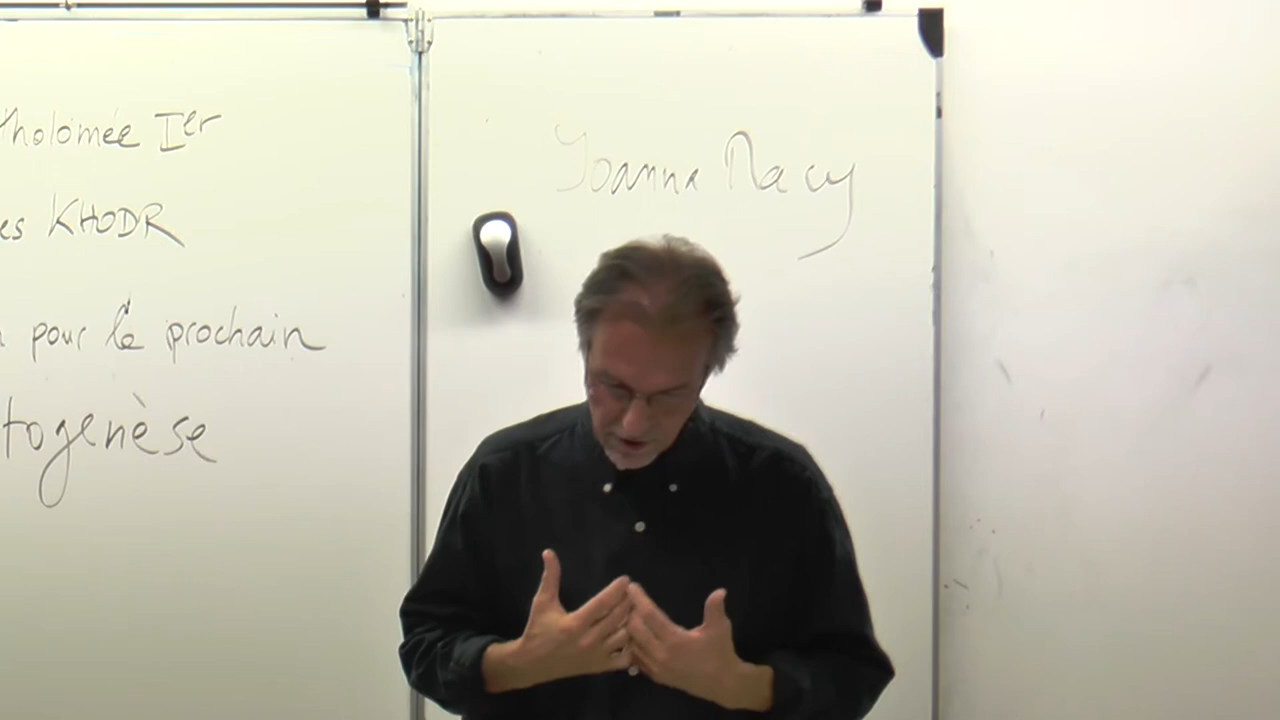 tholomée Ier
es KHODR
pour le prochain
togenèse
Joanna Macy